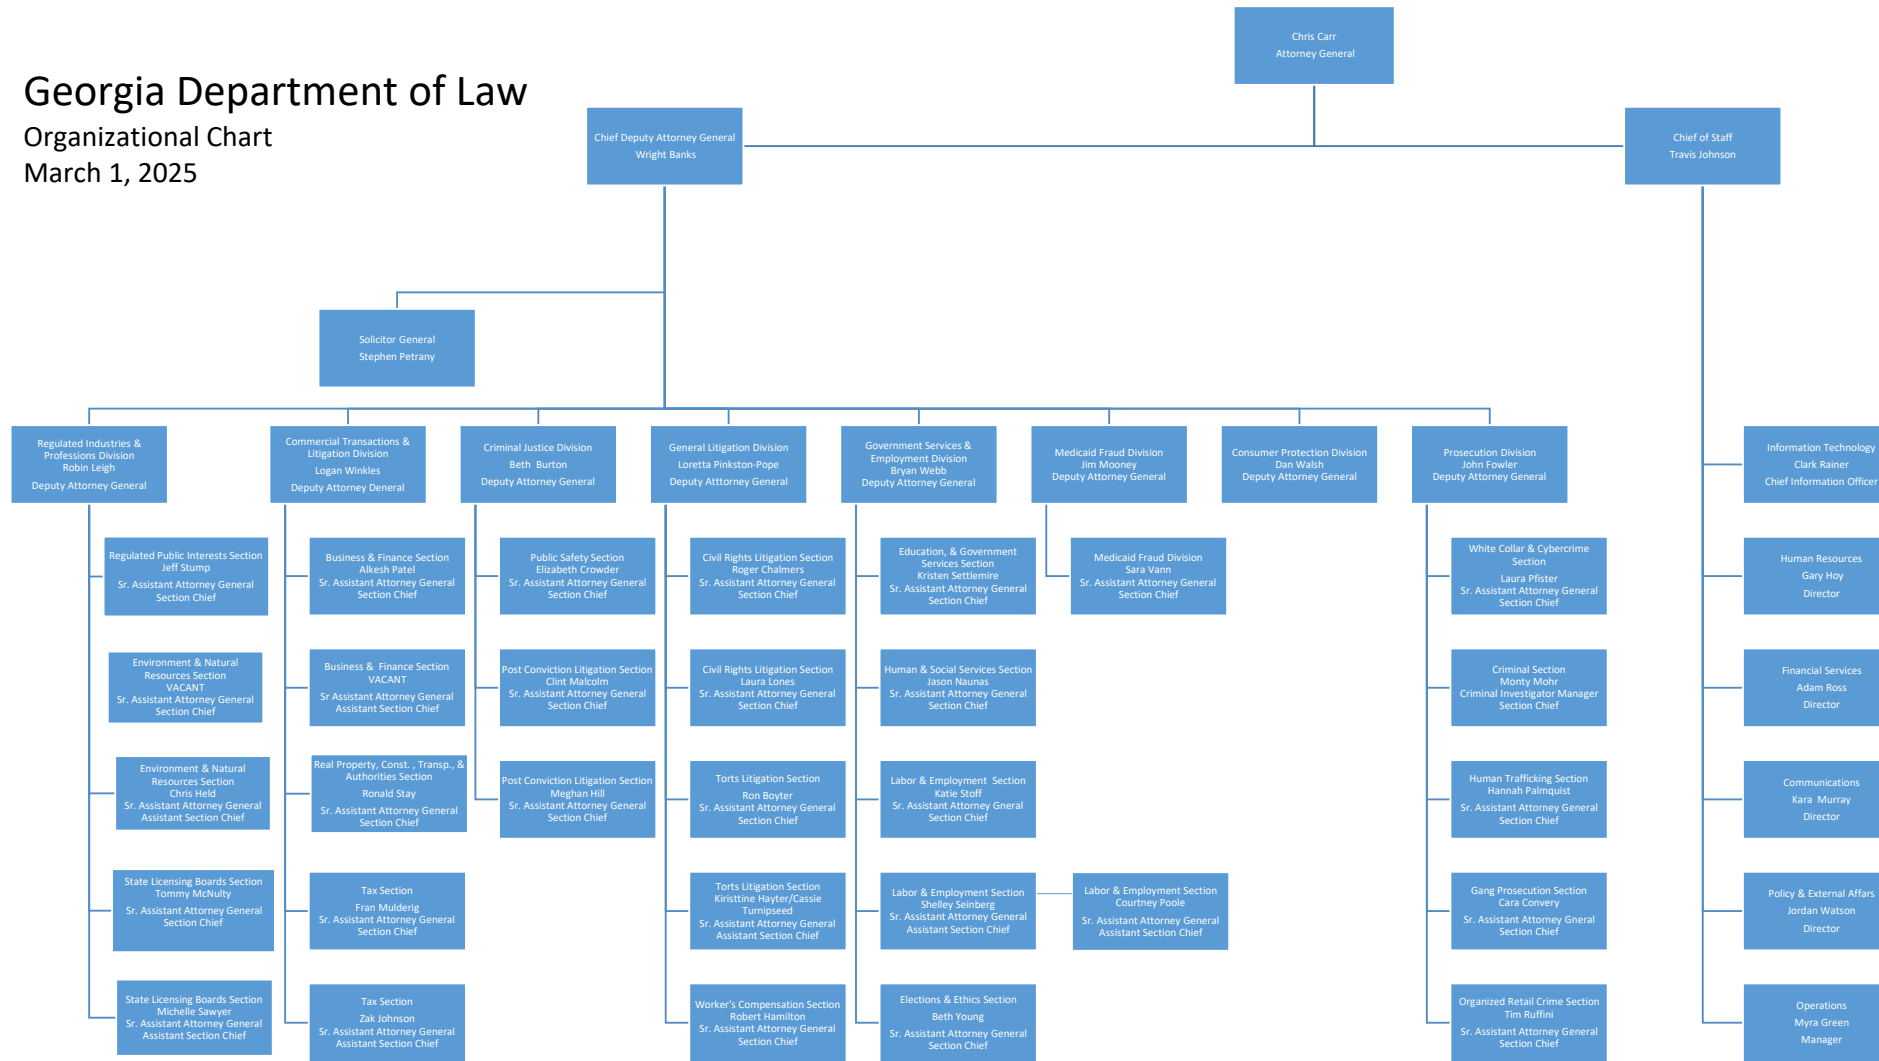 Georgia Department of Law
Organizational Chart
March 1, 2025
Chris Carr
Attorney General
Chief Deputy Attorney General
Wright Banks
Chief of Staff
Travis Johnson
Solicitor General
Stephen Petrany
Regulated Industries &
Professions Division
Robin Leigh
Deputy Attorney General
Commercial Transactions &
Litigation Division
Logan Winkles
Deputy Attorney Deneral
Criminal Justice Division
Beth Burton
Deputy Attorney General
General Litigation Division
Loretta Pinkston-Pope
Deputy Atttorney General
Government Services &
Employment Division
Bryan Webb
Deputy Attorney General
Medicaid Fraud Division
Jim Mooney
Deputy Attorney General
Consumer Protection Division
Dan Walsh
Deputy Attorney General
Prosecution Division
John Fowler
Deputy Attorney General
Information Technology
Clark Rainer
Chief Information Officer
Regulated Public Interests Section
Jeff Stump
Sr. Assistant Attorney General
Section Chief
Business & Finance Section
Alkesh Patel
Sr. Assistant Attorney General
Section Chief
Public Safety Section
Elizabeth Crowder
Sr. Assistant Attorney General
Section Chief
Civil Rights Litigation Section
Roger Chalmers
Sr. Assistant Attorney General
Section Chief
Education, & Government
Services Section
Kristen Settlemire
Sr. Assistant Attorney General
Section Chief
Medicaid Fraud Division
Sara Vann
Sr. Assistant Attorney General
Section Chief
White Collar & Cybercrime
Section
Laura Pfister
Sr. Assistant Attorney General
Section Chief
Human Resources
Gary Hoy
Director
Environment & Natural
Resources Section
VACANT
Sr. Assistant Attorney General
Section Chief
Business & Finance Section
VACANT
Sr Assistant Attorney General
Assistant Section Chief
Post Conviction Litigation Section
Clint Malcolm
Sr. Assistant Attorney General
Section Chief
Civil Rights Litigation Section
Laura Lones
Sr. Assistant Attorney General
Section Chief
Human & Social Services Section
Jason Naunas
Sr. Assistant Attorney General
Section Chief
Criminal Section
Monty Mohr
Criminal Investigator Manager
Section Chief
Financial Services
Adam Ross
Director
Environment & Natural
Resources Section
Chris Held
Sr. Assistant Attorney General
Assistant Section Chief
Real Property, Const. , Transp., &
Authorities Section
Ronald Stay
Sr. Assistant Attorney General
Section Chief
Post Conviction Litigation Section
Meghan Hill
Sr. Assistant Attorney General
Section Chief
Torts Litigation Section
Ron Boyter
Sr. Assistant Attorney General
Section Chief
Labor & Employment Section
Katie Stoff
Sr. Assistant Attorney Gneral
Section Chief
Human Trafficking Section
Hannah Palmquist
Sr. Assistant Attorney General
Section Chief
Communications
Kara Murray
Director
State Licensing Boards Section
Tommy McNulty
Sr. Assistant Attorney General
Section Chief
Tax Section
Fran Mulderig
Sr. Assistant Attorney General
Section Chief
Torts Litigation Section
Kiristtine Hayter/Cassie
Turnipseed
Sr. Assistant Attorney General
Assistant Section Chief
Labor & Employment Section
Shelley Seinberg
Sr. Assistant Attorney General
Assistant Section Chief
Labor & Employment Section
Courtney Poole
Sr. Assistant Attorney General
Assistant Section Chief
Gang Prosecution Section
Cara Convery
Sr. Assistant Attorney Gneral
Section Chief
Policy & External Affars
Jordan Watson
Director
State Licensing Boards Section
Michelle Sawyer
Sr. Assistant Attorney General
Assistant Section Chief
Tax Section
Zak Johnson
Sr. Assistant Attorney General
Assistant Section Chief
Worker's Compensation Section
Robert Hamilton
Sr. Assistant Attorney General
Section Chief
Elections & Ethics Section
Beth Young
Sr. Assistant Attorney General
Section Chief
Organized Retail Crime Section
Tim Ruffini
Sr. Assistant Attorney General
Section Chief
Operations
Myra Green
Manager